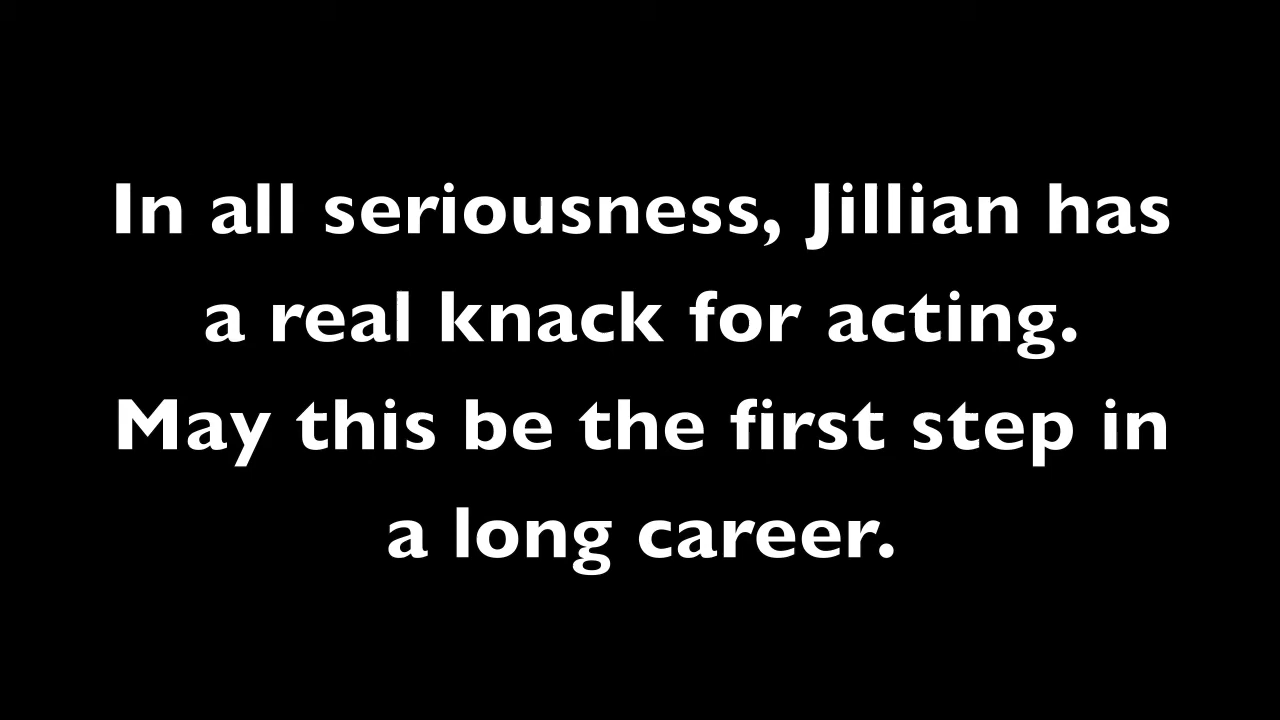 In all seriousness, Jillian has
a real knack for acting.
May this be the first step in
a long career.